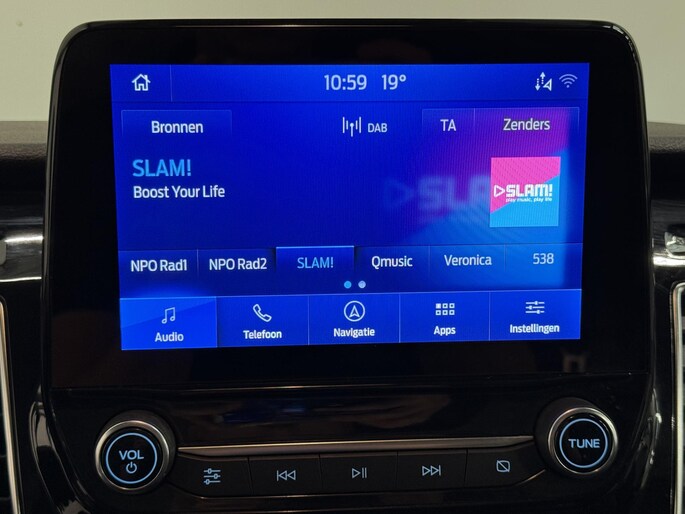 10:59 19°
Bronnen DAB TA Zenders
SLAM!
Boost Your Life
SLAM!
SLAM!
play music, play life
NPO Rad1 NPO Rad2 SLAM! Qmusic Veronica 538
Audio Telefoon Navigatie Apps Instellingen
VOL
TUNE